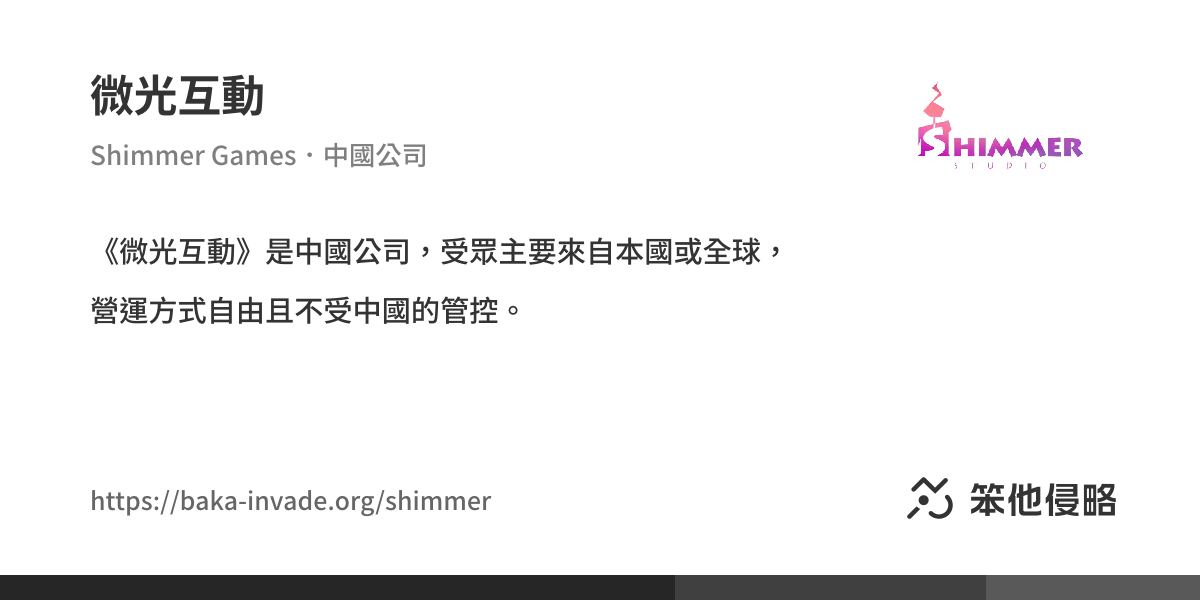 微光互動
Shimmer Games・中國公司
SHIMMER
STUDIO
《微光互動》是中國公司，受眾主要來自本國或全球，
營運方式自由且不受中國的管控。
https://baka-invade.org/shimmer
笨他侵略